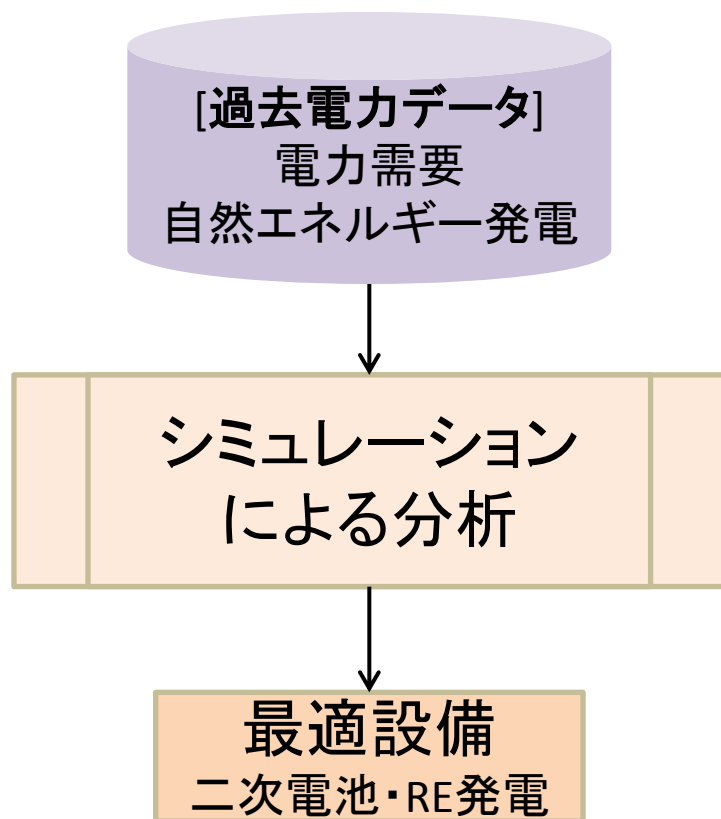 [過去電力データ]
電力需要
自然エネルギー発電
シミュレーション
による分析
最適設備
二次電池・RE発電